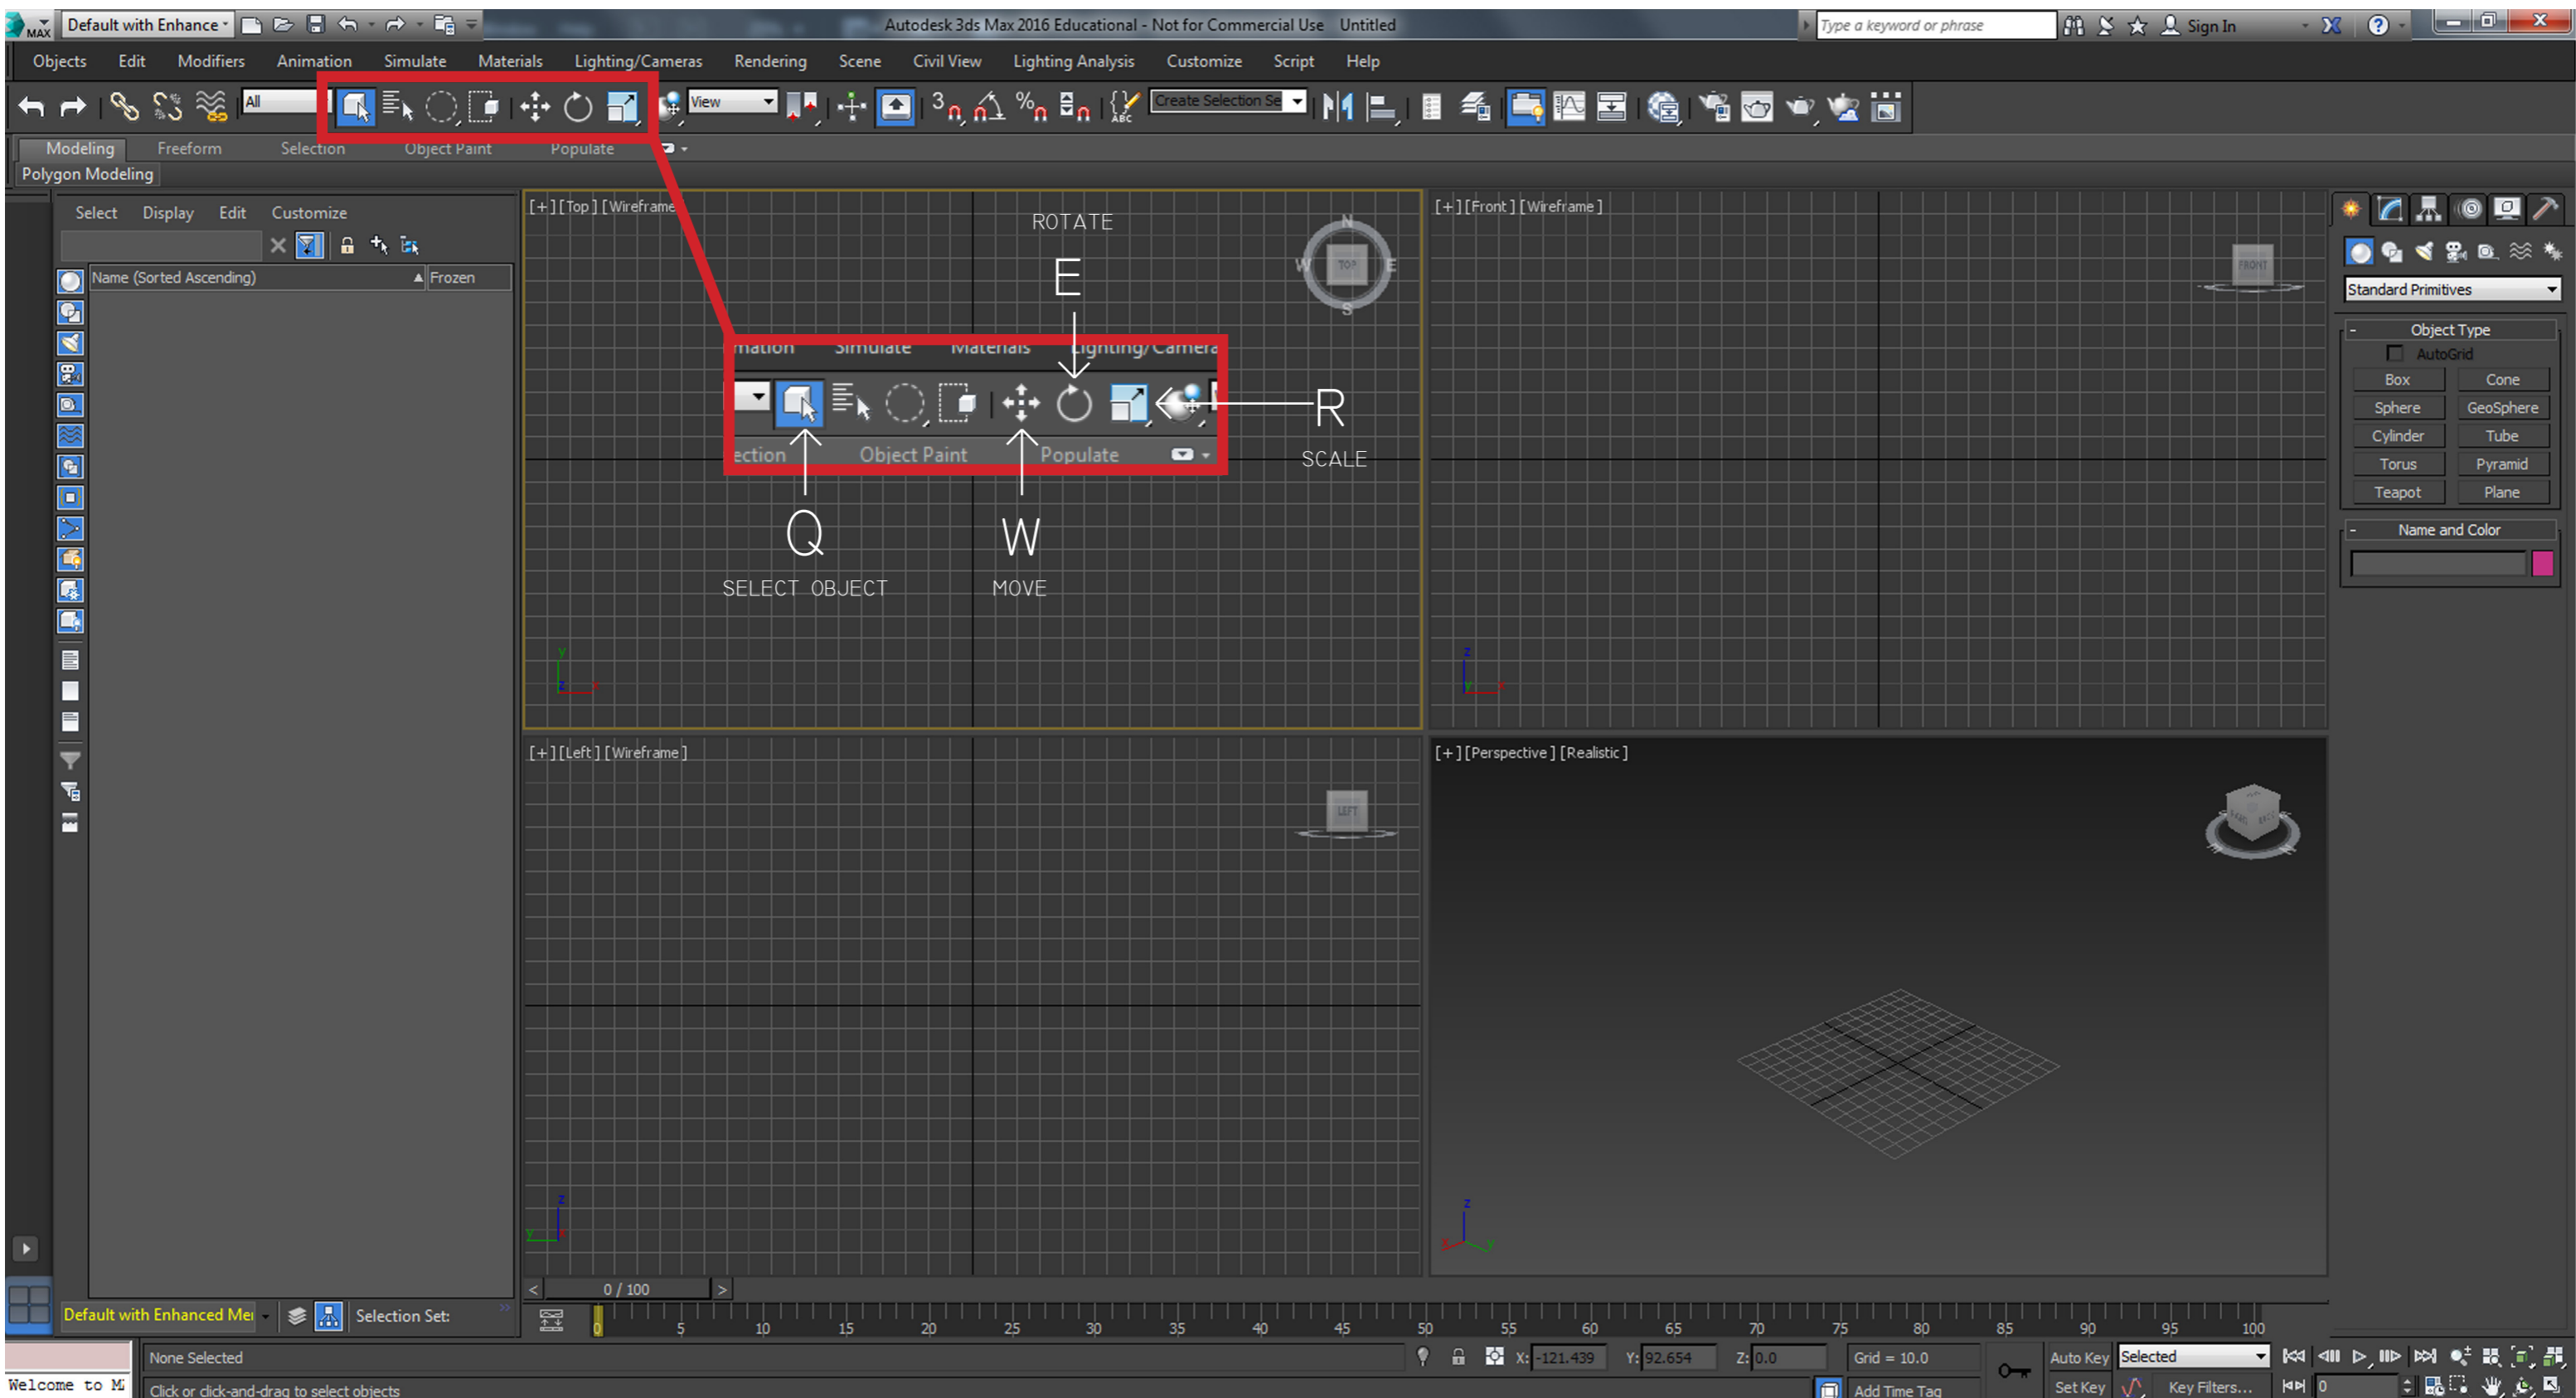 MAX Default with Enhance Autodesk 3ds Max 2016 Educational - Not for Commercial Use Untitled Type a keyword or phrase Sign In
Objects Edit Modifiers Animation Simulate Materials Lighting/Cameras Rendering Scene Civil View Lighting Analysis Customize Script Help
All View 3 % ABC Create Selection Se
Modeling Freeform Selection Object Paint Populate
Polygon Modeling
Select Display Edit Customize
Name (Sorted Ascending) Frozen
[+][Top][Wireframe
ROTATE
E
N
W TOP E
S
mation Simulate Materials Lighting/Camera
ection Object Paint Populate
R
SCALE
Q
SELECT OBJECT
W
MOVE
y
z x
[+][Front][Wireframe]
FRONT
z
y x
[+][Left][Wireframe]
LEFT
z
y x
[+][Perspective][Realistic]
z
x y
Standard Primitives
- Object Type
AutoGrid
Box Cone
Sphere GeoSphere
Cylinder Tube
Torus Pyramid
Teapot Plane
- Name and Color
< 0 / 100 >
Default with Enhanced Me Selection Set: »
0 5 10 15 20 25 30 35 40 45 50 55 60 65 70 75 80 85 90 95 100
None Selected X: -121.439 Y: 92.654 Z: 0.0 Grid = 10.0 Auto Key Selected
Welcome to M Click or click-and-drag to select objects Add Time Tag Set Key Key Filters... 0